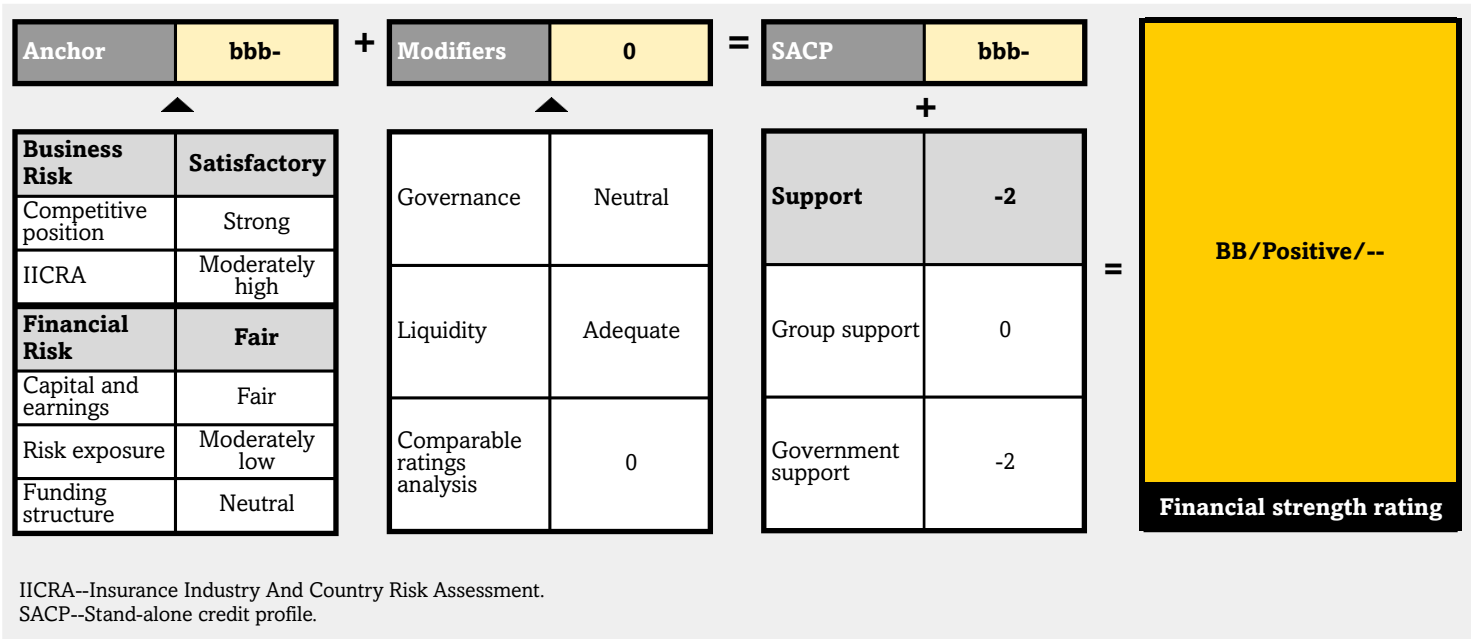 Anchor bbb- + Modifiers 0 = SACP bbb-
+
Business
Risk
Satisfactory
Competitive
position
Strong
IICRA
Moderately
high
Financial
Risk
Fair
Capital and
earnings
Fair
Risk exposure
Moderately
low
Funding
structure
Neutral
Governance
Neutral
Liquidity
Adequate
Comparable
ratings
analysis
0
Support
-2
Group support
0
Government
support
-2
=
BB/Positive/--
Financial strength rating
IICRA--Insurance Industry And Country Risk Assessment.
SACP--Stand-alone credit profile.